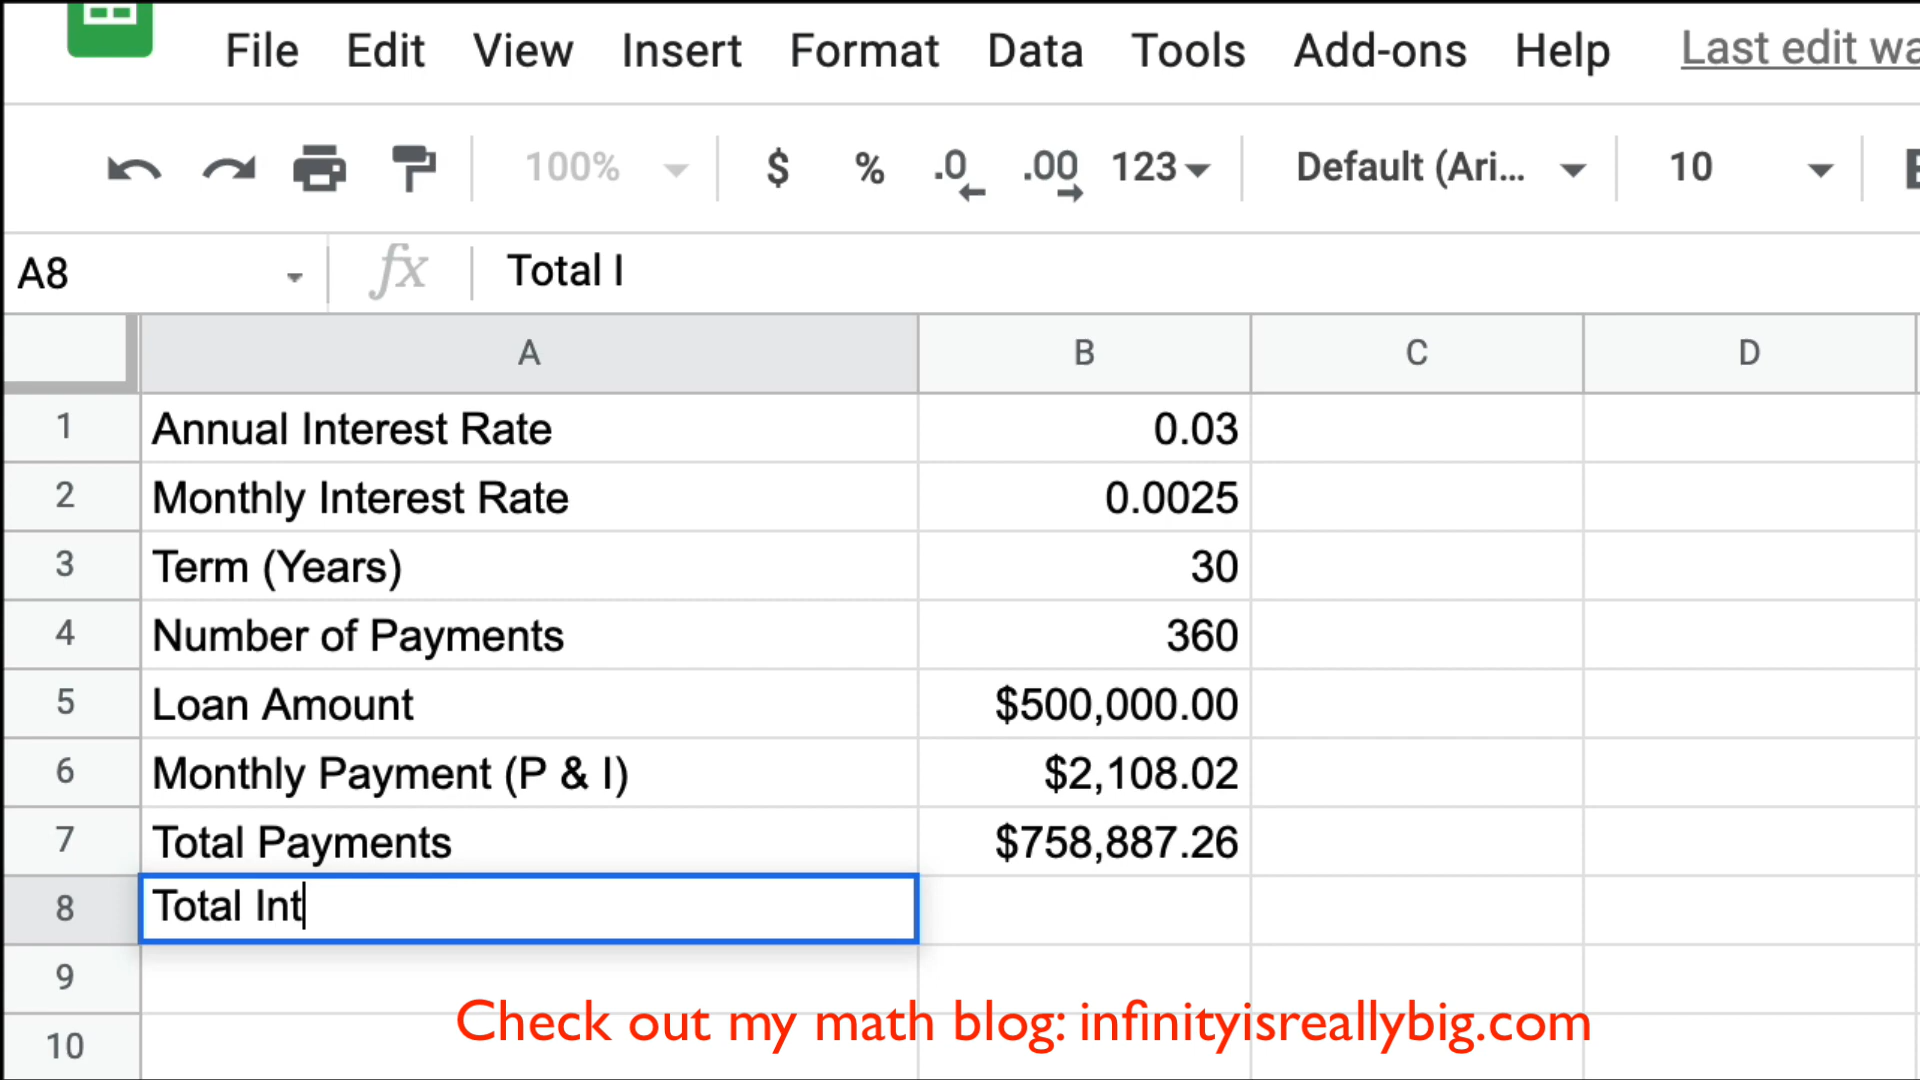 File Edit View Insert Format Data Tools Add-ons Help Last edit wa
100% $ % .0 .00 123 Default (Ari... 10
A8 fx Total I
A B C D
1 Annual Interest Rate 0.03
2 Monthly Interest Rate 0.0025
3 Term (Years) 30
4 Number of Payments 360
5 Loan Amount $500,000.00
6 Monthly Payment (P & I) $2,108.02
7 Total Payments $758,887.26
8 Total Int
9
Check out my math blog: infinityisreallybig.com
10